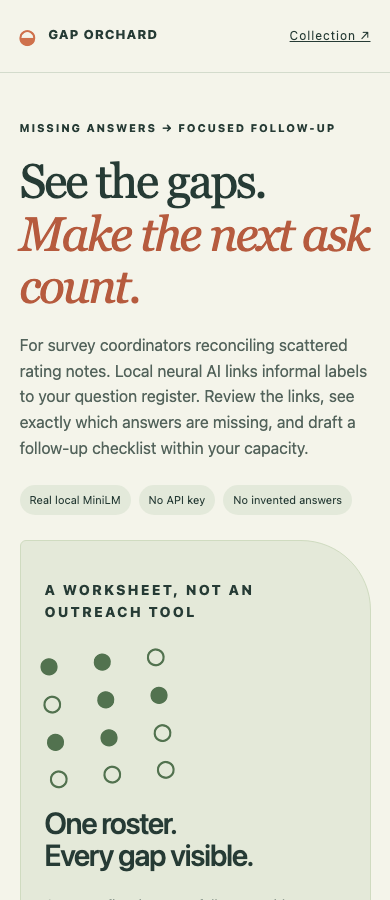 GAP ORCHARD
Collection ↗
MISSING ANSWERS → FOCUSED FOLLOW-UP
See the gaps.
Make the next ask
count.
For survey coordinators reconciling scattered
rating notes. Local neural AI links informal labels
to your question register. Review the links, see
exactly which answers are missing, and draft a
follow-up checklist within your capacity.
Real local MiniLM
No API key
No invented answers
A WORKSHEET, NOT AN
OUTREACH TOOL
One roster.
Every gap visible.